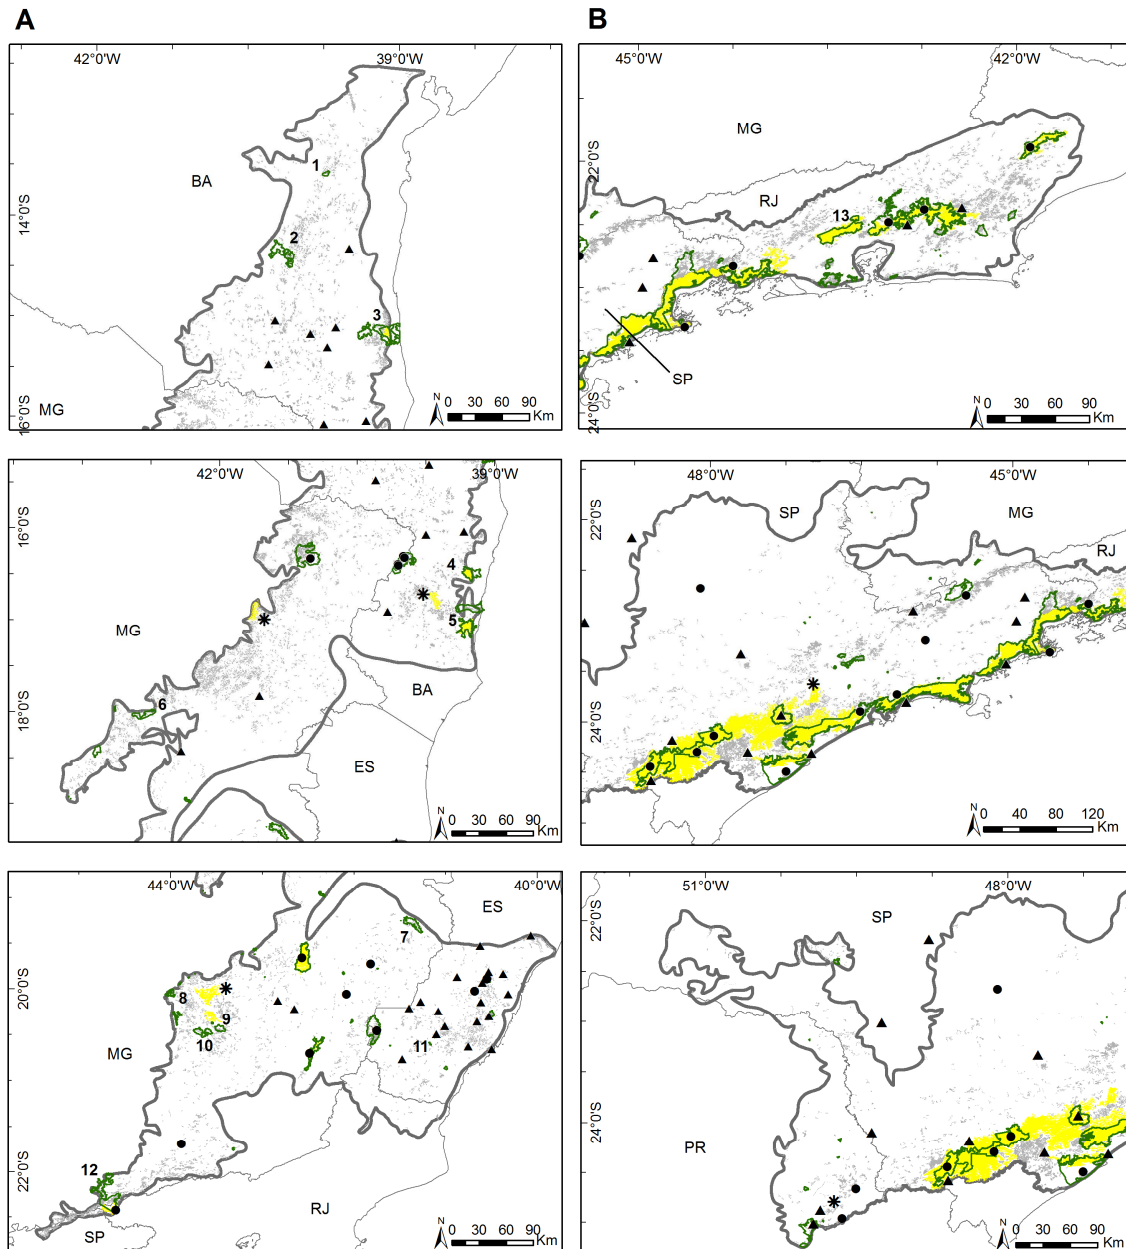 A
B
42°0'W 39°0'W
BA
14°0'S
16°0'S
MG
1
2
3
N
0 30 60 90
Km
45°0'W 42°0'W
MG
22°0'S
RJ
13
24°0'S
SP
N
0 30 60 90
Km
42°0'W 39°0'W
16°0'S
4
MG
5
BA
18°0'S
6
ES
N
0 30 60 90
Km
48°0'W 45°0'W
22°0'S
SP
MG
RJ
24°0'S
N
0 40 80 120
Km
44°0'W 40°0'W
ES
7
20°0'S
8
9
10
11
MG
12
22°0'S
RJ
SP
N
0 30 60 90
Km
51°0'W 48°0'W
22°0'S
SP
24°0'S
PR
N
0 30 60 90
Km